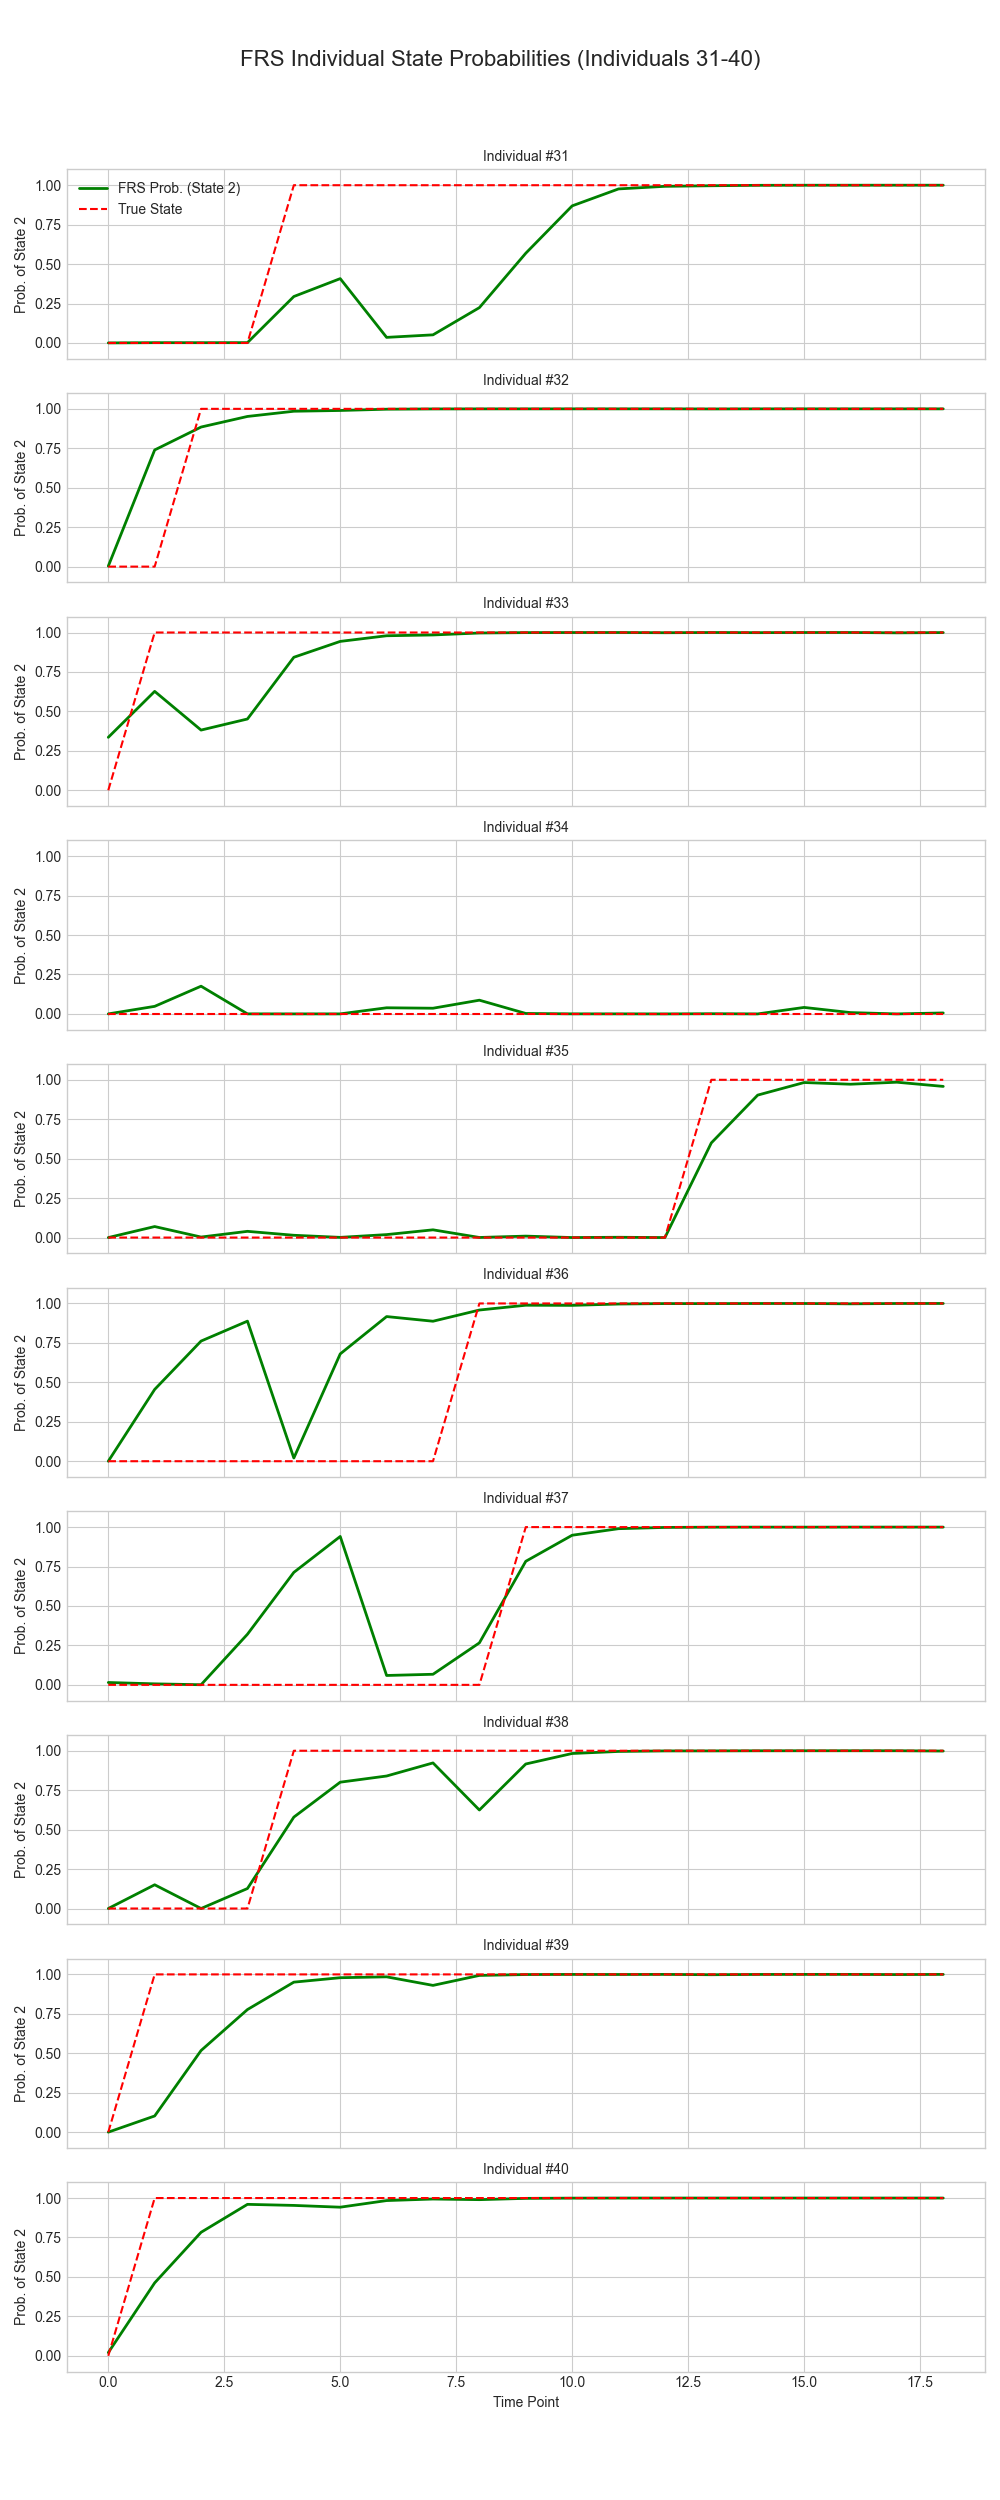 FRS Individual State Probabilities (Individuals 31-40)
Individual #31
1.00
0.75
0.50
0.25
0.00
Prob. of State 2
FRS Prob. (State 2)
True State
Individual #32
1.00
0.75
0.50
0.25
0.00
Prob. of State 2
Individual #33
1.00
0.75
0.50
0.25
0.00
Prob. of State 2
Individual #34
1.00
0.75
0.50
0.25
0.00
Prob. of State 2
Individual #35
1.00
0.75
0.50
0.25
0.00
Prob. of State 2
Individual #36
1.00
0.75
0.50
0.25
0.00
Prob. of State 2
Individual #37
1.00
0.75
0.50
0.25
0.00
Prob. of State 2
Individual #38
1.00
0.75
0.50
0.25
0.00
Prob. of State 2
Individual #39
1.00
0.75
0.50
0.25
0.00
Prob. of State 2
Individual #40
1.00
0.75
0.50
0.25
0.00
Prob. of State 2
0.0 2.5 5.0 7.5 10.0 12.5 15.0 17.5
Time Point